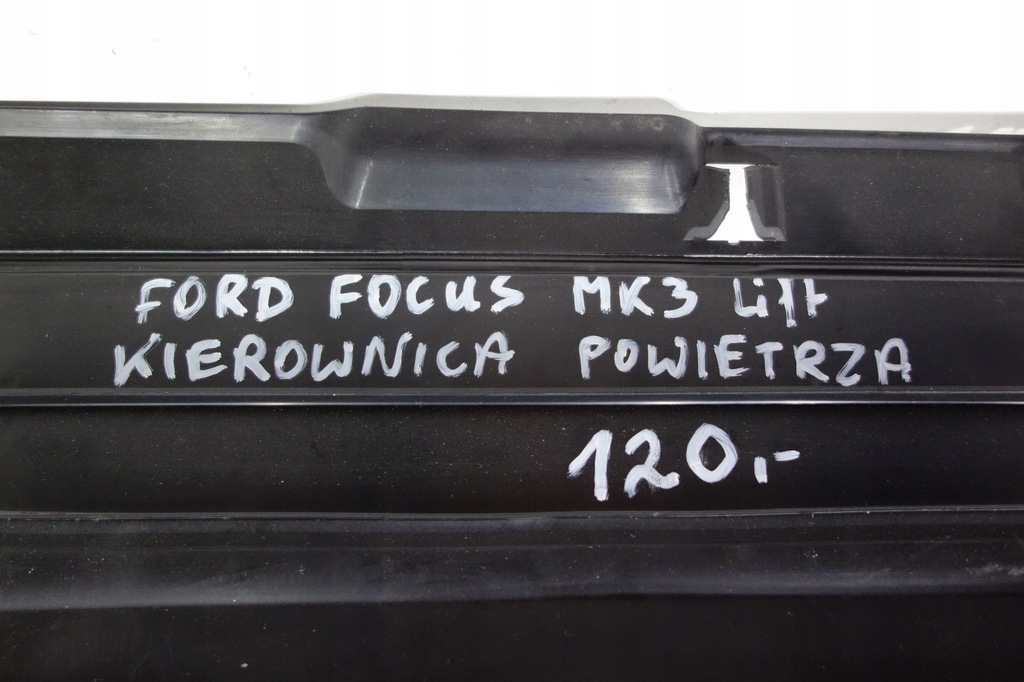 FORD FOCUS MK3 Lift
KIEROWNICA POWIETRZA
120,-